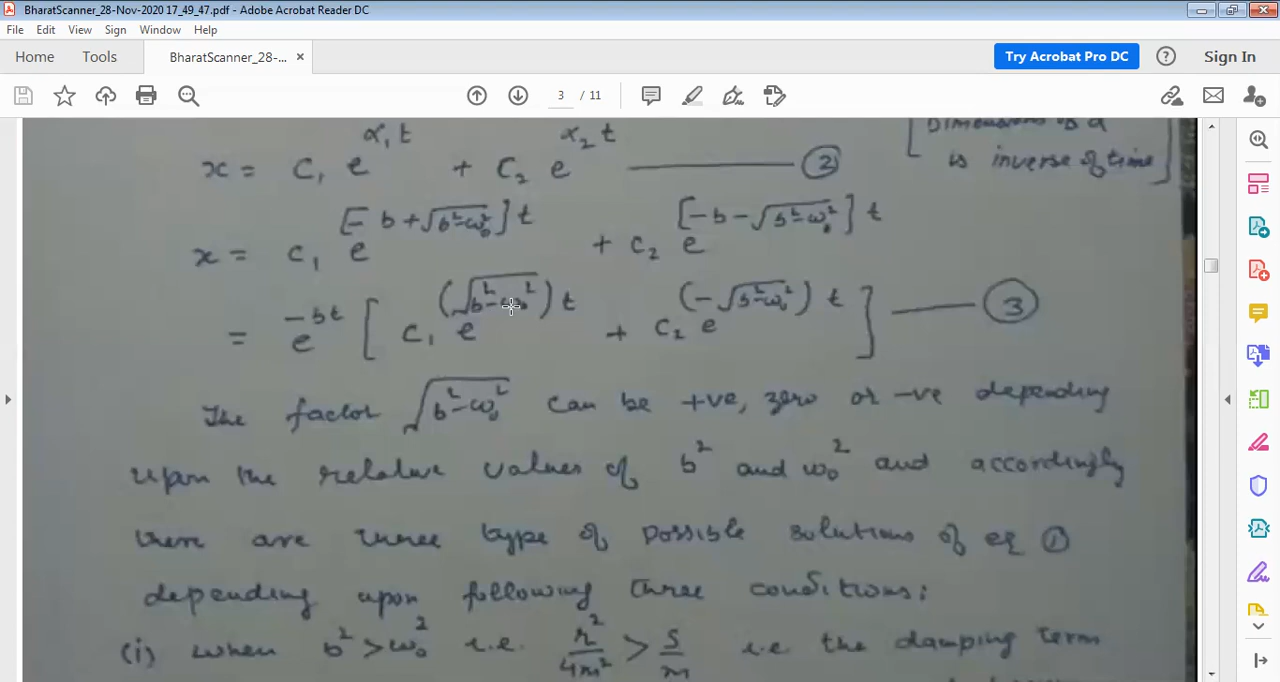 BharatScanner_28-Nov-2020 17_49_47.pdf - Adobe Acrobat Reader DC
File Edit View Sign Window Help
Home Tools BharatScanner_28-... × Try Acrobat Pro DC Sign In
3 / 11
Dimensions of α
is inverse of time
x = C₁ e^(α₁t) + C₂ e^(α₂t) ——— ②
x = C₁ e^([-b+√(b²-ω₀²)]t) + C₂ e^([-b-√(b²-ω₀²)]t)
= e^(-bt) [ C₁ e^((√(b²-ω₀²))t) + C₂ e^((-√(b²-ω₀²))t) ] ——— ③
The factor √(b²-ω₀²) can be +ve, zero or -ve depending
upon the relative values of b² and ω₀² and accordingly
there are three type of possible solutions of eq ①
depending upon following three conditions:
(i) when b² > ω₀² i.e. r²/4m² > s/m i.e the damping term